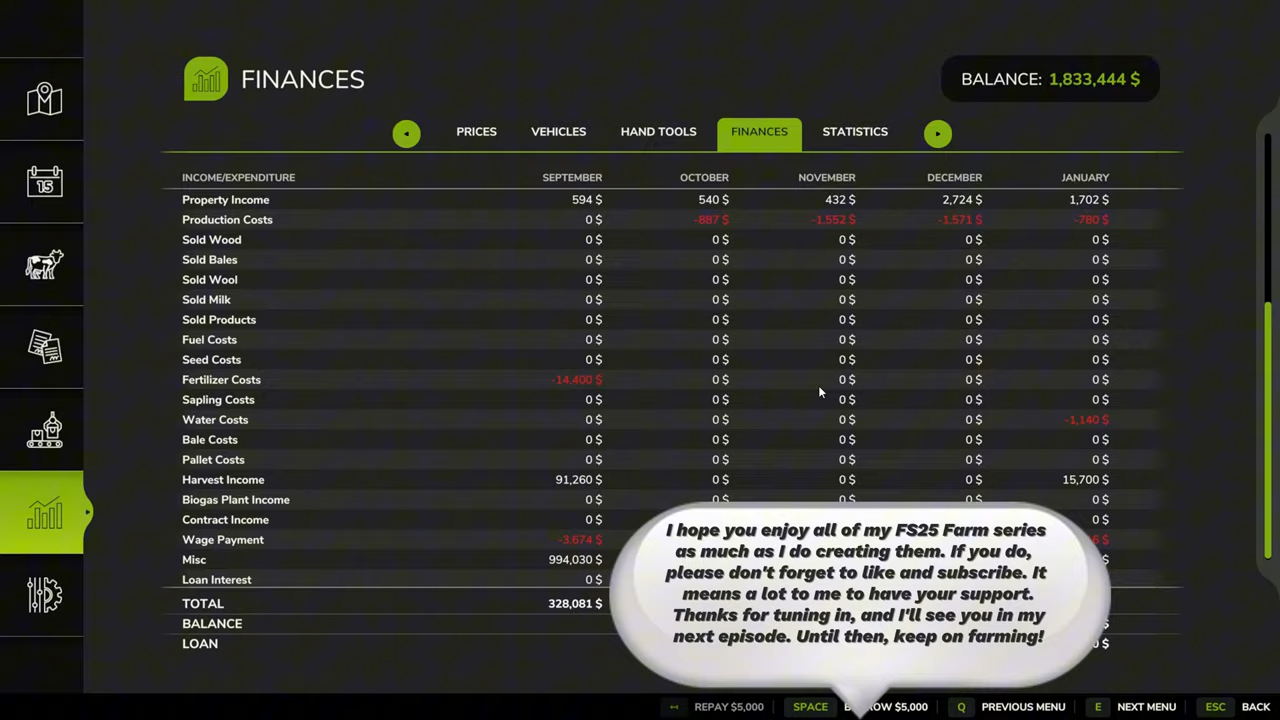 FINANCES
BALANCE: 1,833,444 $
PRICES VEHICLES HAND TOOLS FINANCES STATISTICS
15
INCOME/EXPENDITURE SEPTEMBER OCTOBER NOVEMBER DECEMBER JANUARY
Property Income 594 $ 540 $ 432 $ 2,724 $ 1,702 $
Production Costs 0 $ -887 $ -1,552 $ -1,571 $ -780 $
Sold Wood 0 $ 0 $ 0 $ 0 $ 0 $
Sold Bales 0 $ 0 $ 0 $ 0 $ 0 $
Sold Wool 0 $ 0 $ 0 $ 0 $ 0 $
Sold Milk 0 $ 0 $ 0 $ 0 $ 0 $
Sold Products 0 $ 0 $ 0 $ 0 $ 0 $
Fuel Costs 0 $ 0 $ 0 $ 0 $ 0 $
Seed Costs 0 $ 0 $ 0 $ 0 $ 0 $
Fertilizer Costs -14,400 $ 0 $ 0 $ 0 $ 0 $
Sapling Costs 0 $ 0 $ 0 $ 0 $ 0 $
Water Costs 0 $ 0 $ 0 $ 0 $ -1,140 $
Bale Costs 0 $ 0 $ 0 $ 0 $ 0 $
Pallet Costs 0 $ 0 $ 0 $ 0 $ 0 $
Harvest Income 91,260 $ 0 $ 0 $ 0 $ 15,700 $
Biogas Plant Income 0 $ 0 $ 0 $ 0 $ 0 $
Contract Income 0 $
Wage Payment -3,674 $
Misc 994,030 $
Loan Interest 0 $
TOTAL 328,081 $
BALANCE
LOAN
I hope you enjoy all of my FS25 Farm series
as much as I do creating them. If you do,
please don't forget to like and subscribe. It
means a lot to me to have your support.
Thanks for tuning in, and I'll see you in my
next episode. Until then, keep on farming!
REPAY $5,000 SPACE $5,000 Q PREVIOUS MENU E NEXT MENU ESC BACK